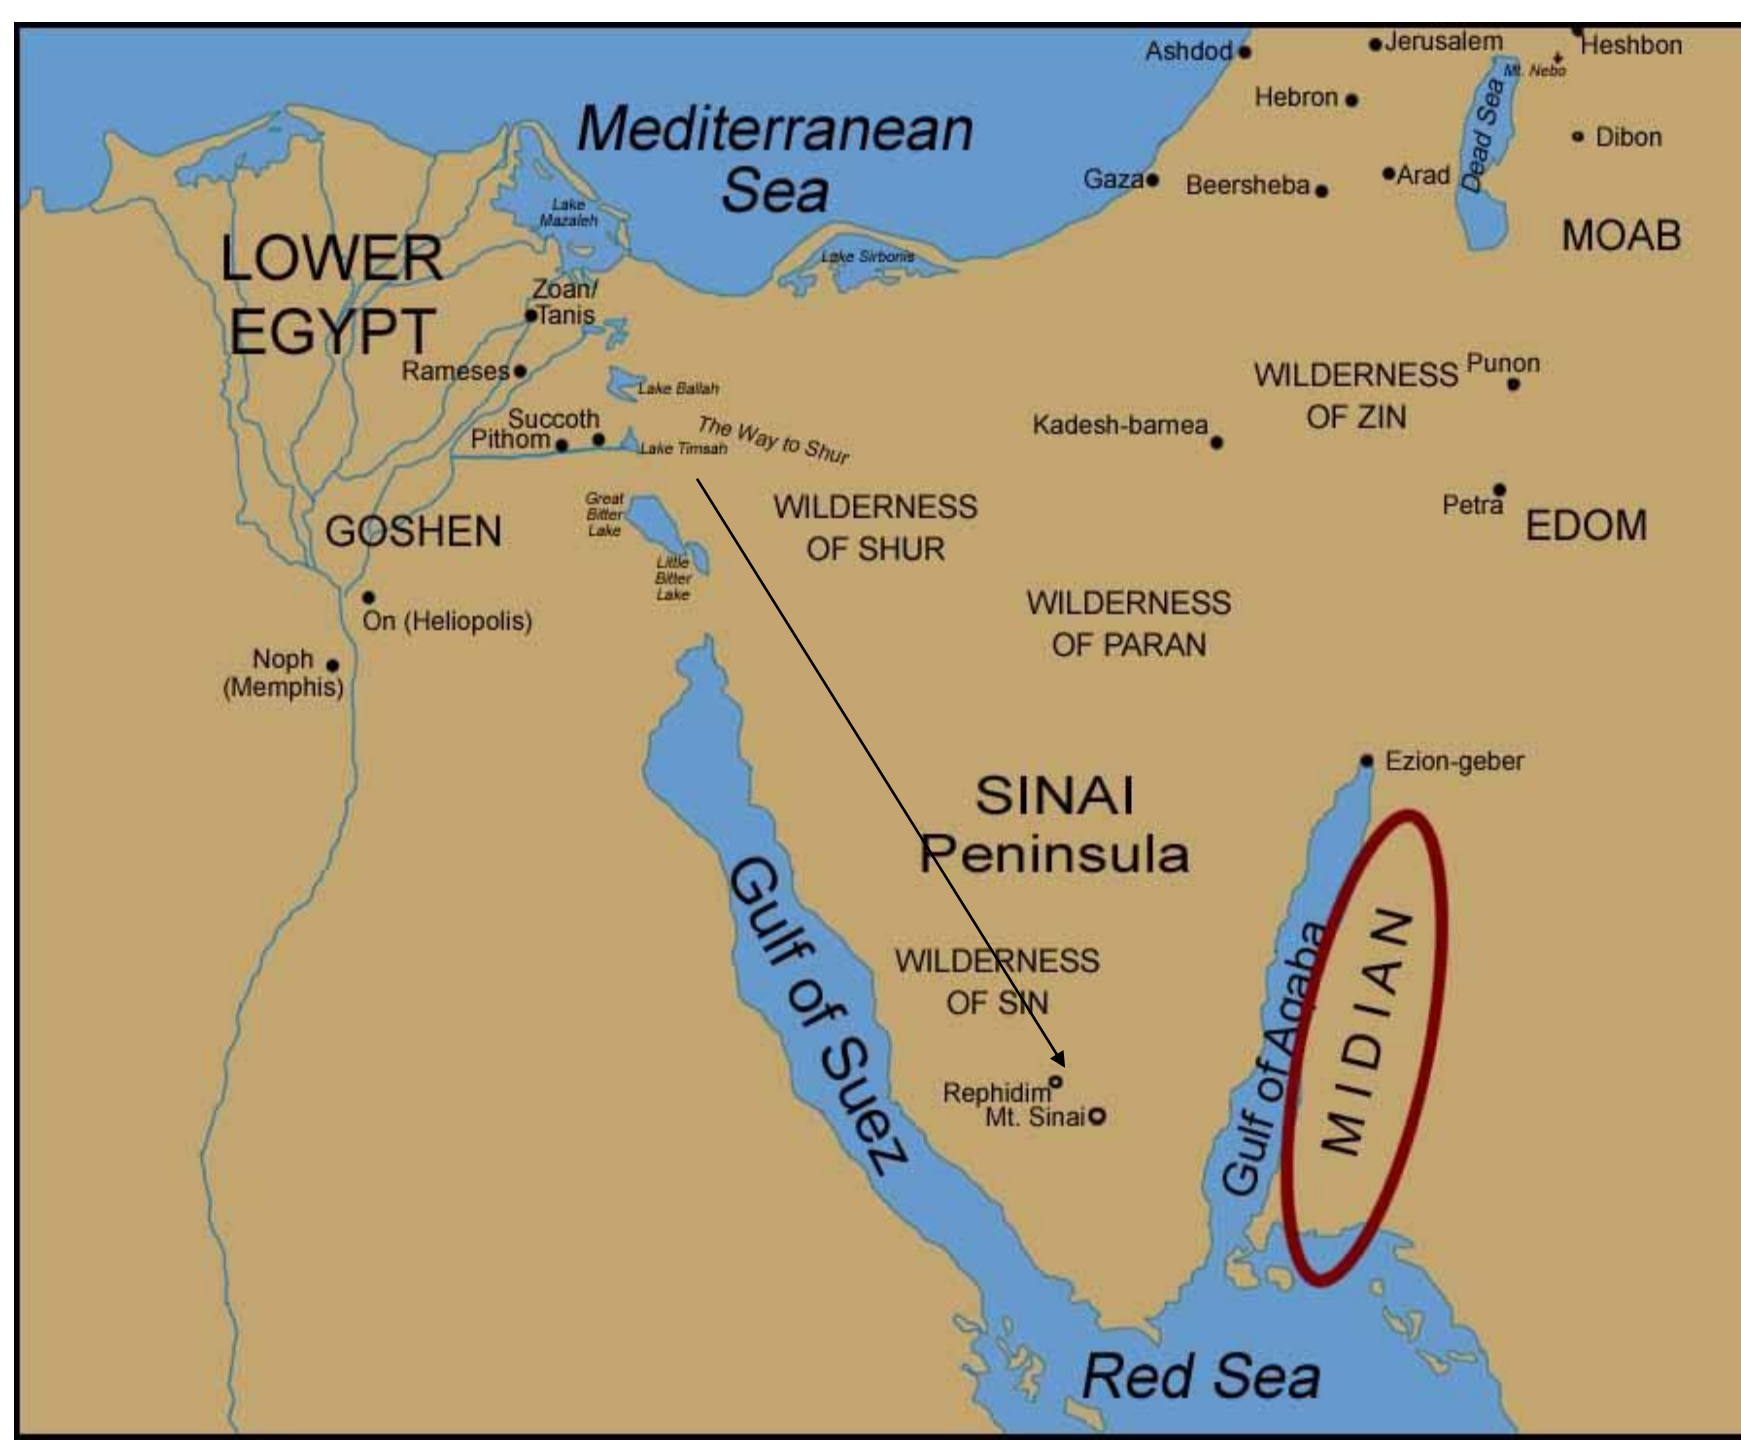 Ashdod
Jerusalem
Heshbon
Mt. Nebo
Hebron
Dead Sea
Dibon
Mediterranean
Sea
Gaza
Beersheba
Arad
MOAB
Lake
Mazaleh
LOWER
EGYPT
Lake Sirbonis
Zoan/
Tanis
Rameses
Lake Ballah
Succoth
Pithom
Lake Timsah
The Way to Shur
WILDERNESS
OF ZIN
Punon
Kadesh-barnea
Petra
EDOM
GOSHEN
Great
Bitter
Lake
Little
Bitter
Lake
WILDERNESS
OF SHUR
WILDERNESS
OF PARAN
On (Heliopolis)
Noph
(Memphis)
SINAI
Peninsula
Ezion-geber
Gulf of Suez
WILDERNESS
OF SIN
Gulf of Aqaba
MIDIAN
Rephidim
Mt. Sinai
Red Sea